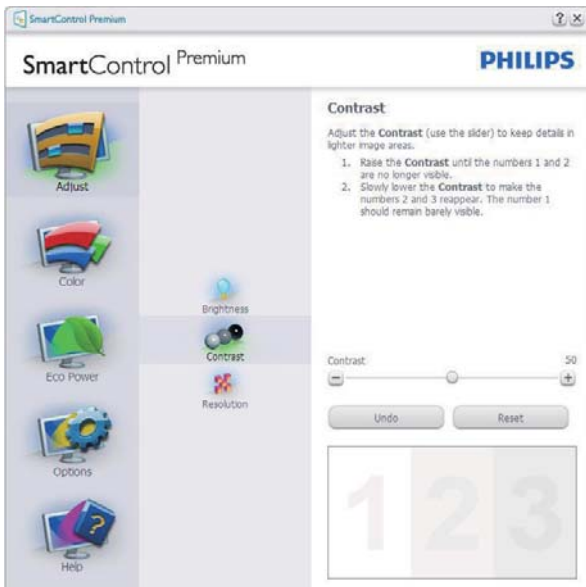 SmartControl Premium
? ×
SmartControl Premium
PHILIPS
Adjust
Color
Eco Power
Options
Help
Brightness
Contrast
Resolution
Contrast
Adjust the Contrast (use the slider) to keep details in
lighter image areas.
1. Raise the Contrast until the numbers 1 and 2
are no longer visible.
2. Slowly lower the Contrast to make the
numbers 2 and 3 reappear. The number 1
should remain barely visible.
Contrast 50
Undo Reset
1 2 3